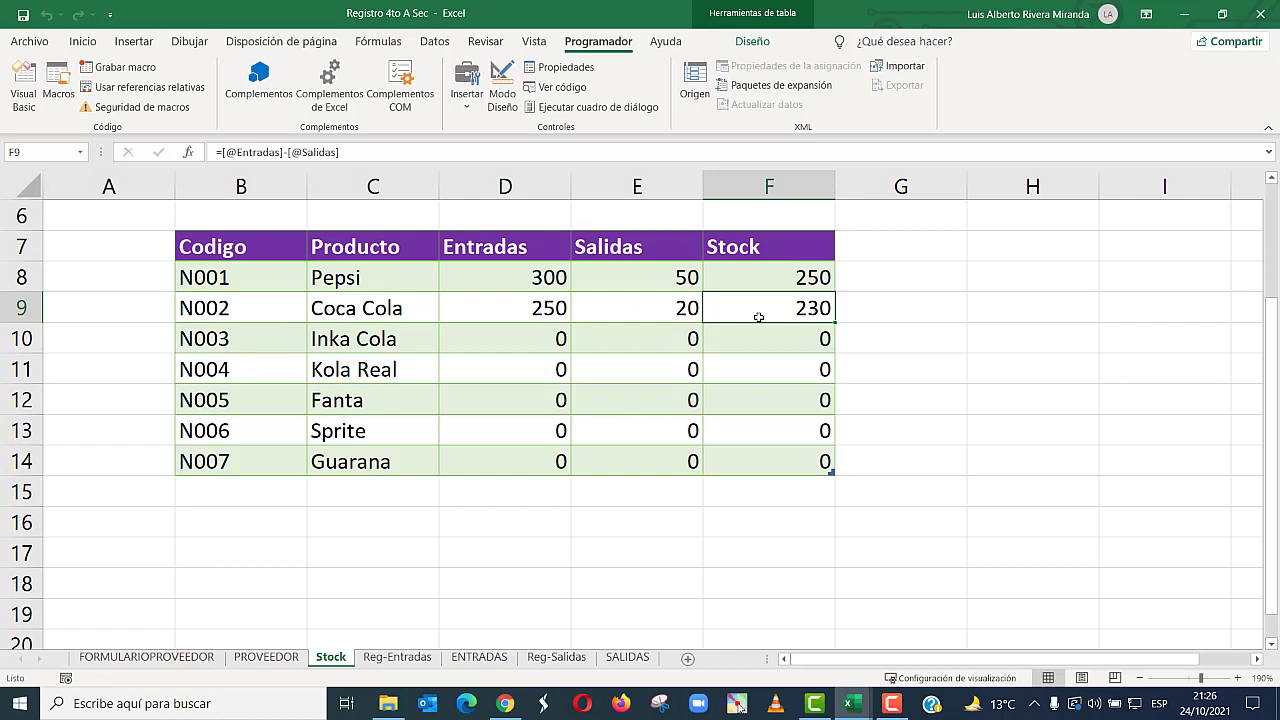 Registro 4to A Sec - Excel
Herramientas de tabla
Luis Alberto Rivera Miranda
LA
Archivo Inicio Insertar Dibujar Disposición de página Fórmulas Datos Revisar Vista Programador Ayuda Diseño ¿Qué desea hacer? Compartir
Visual Basic
Macros
Grabar macro
Usar referencias relativas
Seguridad de macros
Código
Complementos
Complementos de Excel
Complementos COM
Complementos
Insertar
Modo Diseño
Propiedades
Ver código
Ejecutar cuadro de diálogo
Controles
Origen
Propiedades de la asignación
Paquetes de expansión
Actualizar datos
Importar
Exportar
XML
F9 fx =[@Entradas]-[@Salidas]
A B C D E F G H I
6
7 Codigo Producto Entradas Salidas Stock
8 N001 Pepsi 300 50 250
9 N002 Coca Cola 250 20 230
10 N003 Inka Cola 0 0 0
11 N004 Kola Real 0 0 0
12 N005 Fanta 0 0 0
13 N006 Sprite 0 0 0
14 N007 Guarana 0 0 0
15
16
17
18
19
20
FORMULARIOPROVEEDOR PROVEEDOR Stock Reg-Entradas ENTRADAS Reg-Salidas SALIDAS
Listo
Configuración de visualización
190%
Escribe aquí para buscar
13°C
ESP
21:26
24/10/2021